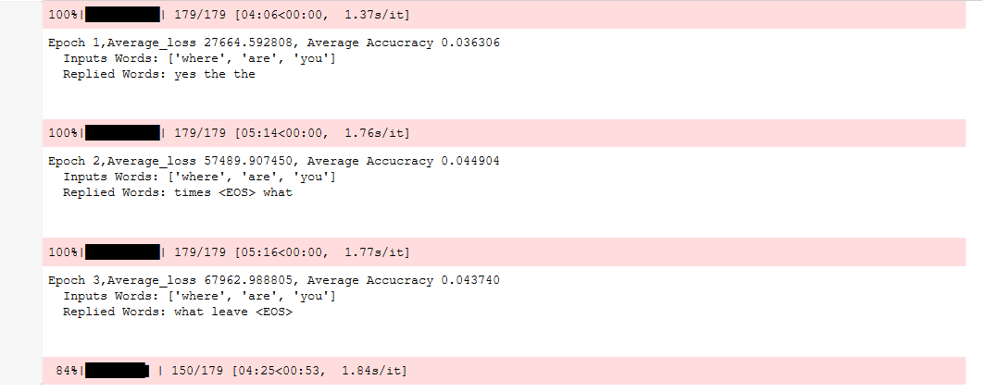 100%|██████████| 179/179 [04:06<00:00,  1.37s/it]
Epoch 1,Average_loss 27664.592808, Average Accucracy 0.036306
  Inputs Words: ['where', 'are', 'you']
  Replied Words: yes the the
100%|██████████| 179/179 [05:14<00:00,  1.76s/it]
Epoch 2,Average_loss 57489.907450, Average Accucracy 0.044904
  Inputs Words: ['where', 'are', 'you']
  Replied Words: times <EOS> what
100%|██████████| 179/179 [05:16<00:00,  1.77s/it]
Epoch 3,Average_loss 67962.988805, Average Accucracy 0.043740
  Inputs Words: ['where', 'are', 'you']
  Replied Words: what leave <EOS>
 84%|████████▍ | 150/179 [04:25<00:53,  1.84s/it]